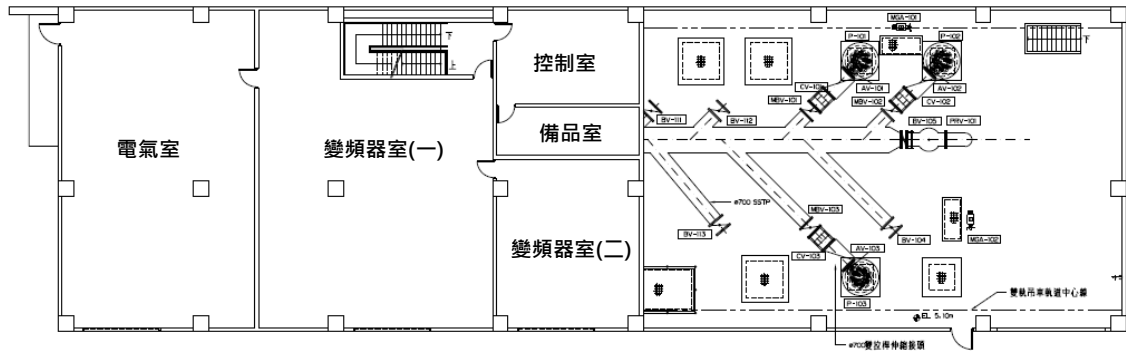 MGA-101
P-101
P-102
下
下
上
控制室
AV-101
AV-102
MBV-101
MBV-102
CV-102
BV-111
BV-112
BV-105
PRV-101
備品室
電氣室
變頻器室(一)
ø700 SSTP
MBV-103
BV-113
BV-104
MGA-102
變頻器室(二)
CV-103
AV-103
P-103
雙軌吊車軌道中心線
EL 5.10m
ø700雙拉桿伸縮接頭